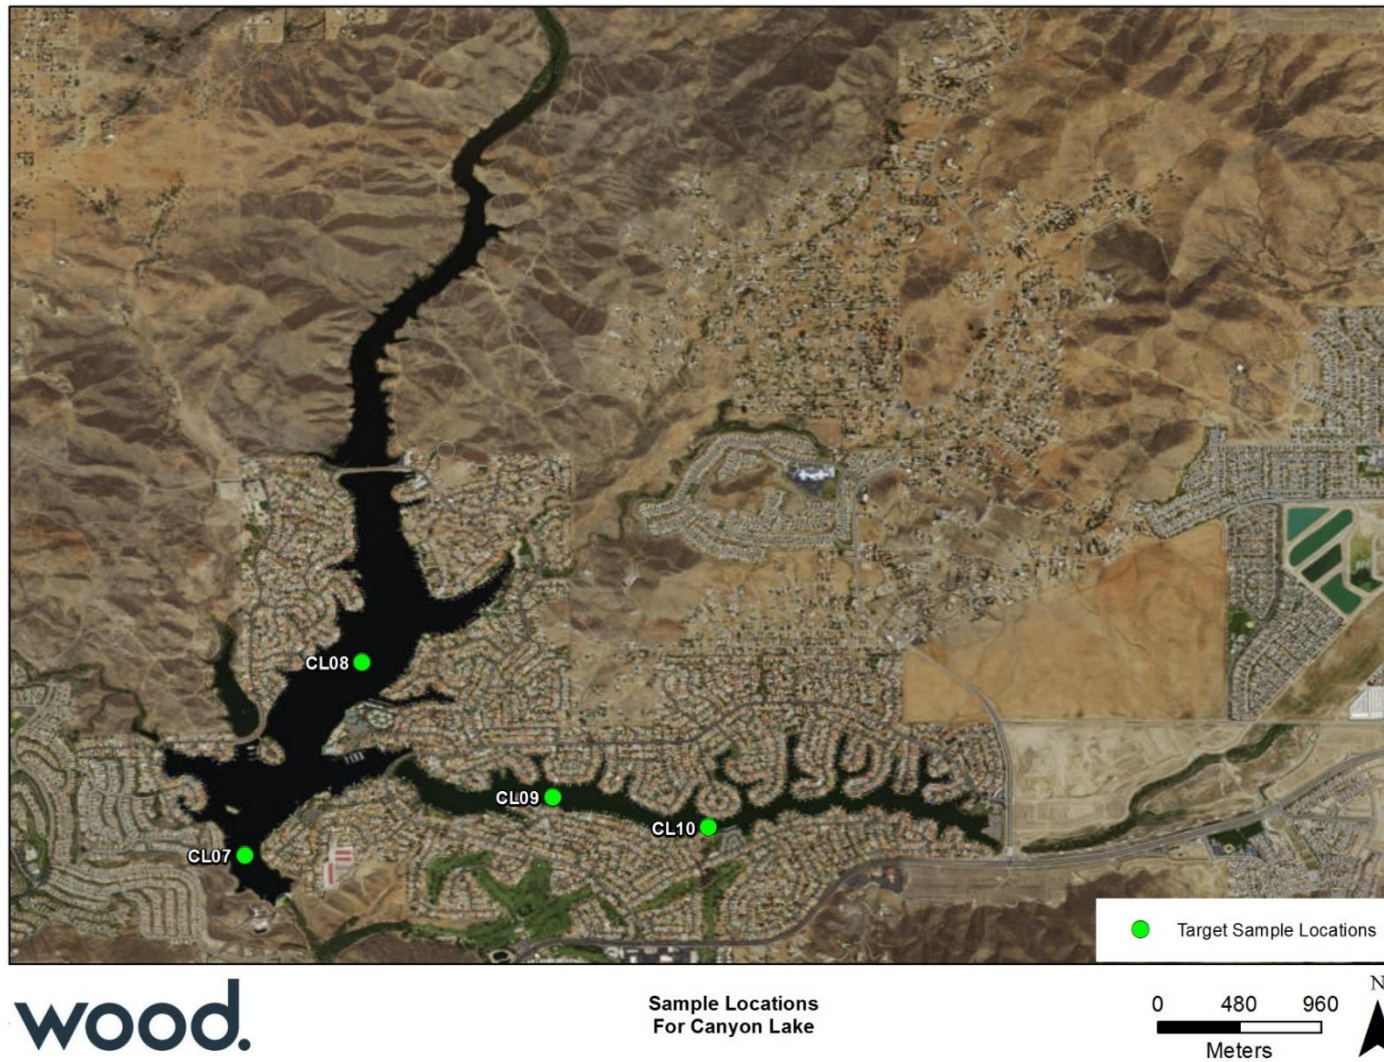 CL08
CL09
CL10
CL07
Target Sample Locations
wood.
Sample Locations
For Canyon Lake
0 480 960
Meters
N